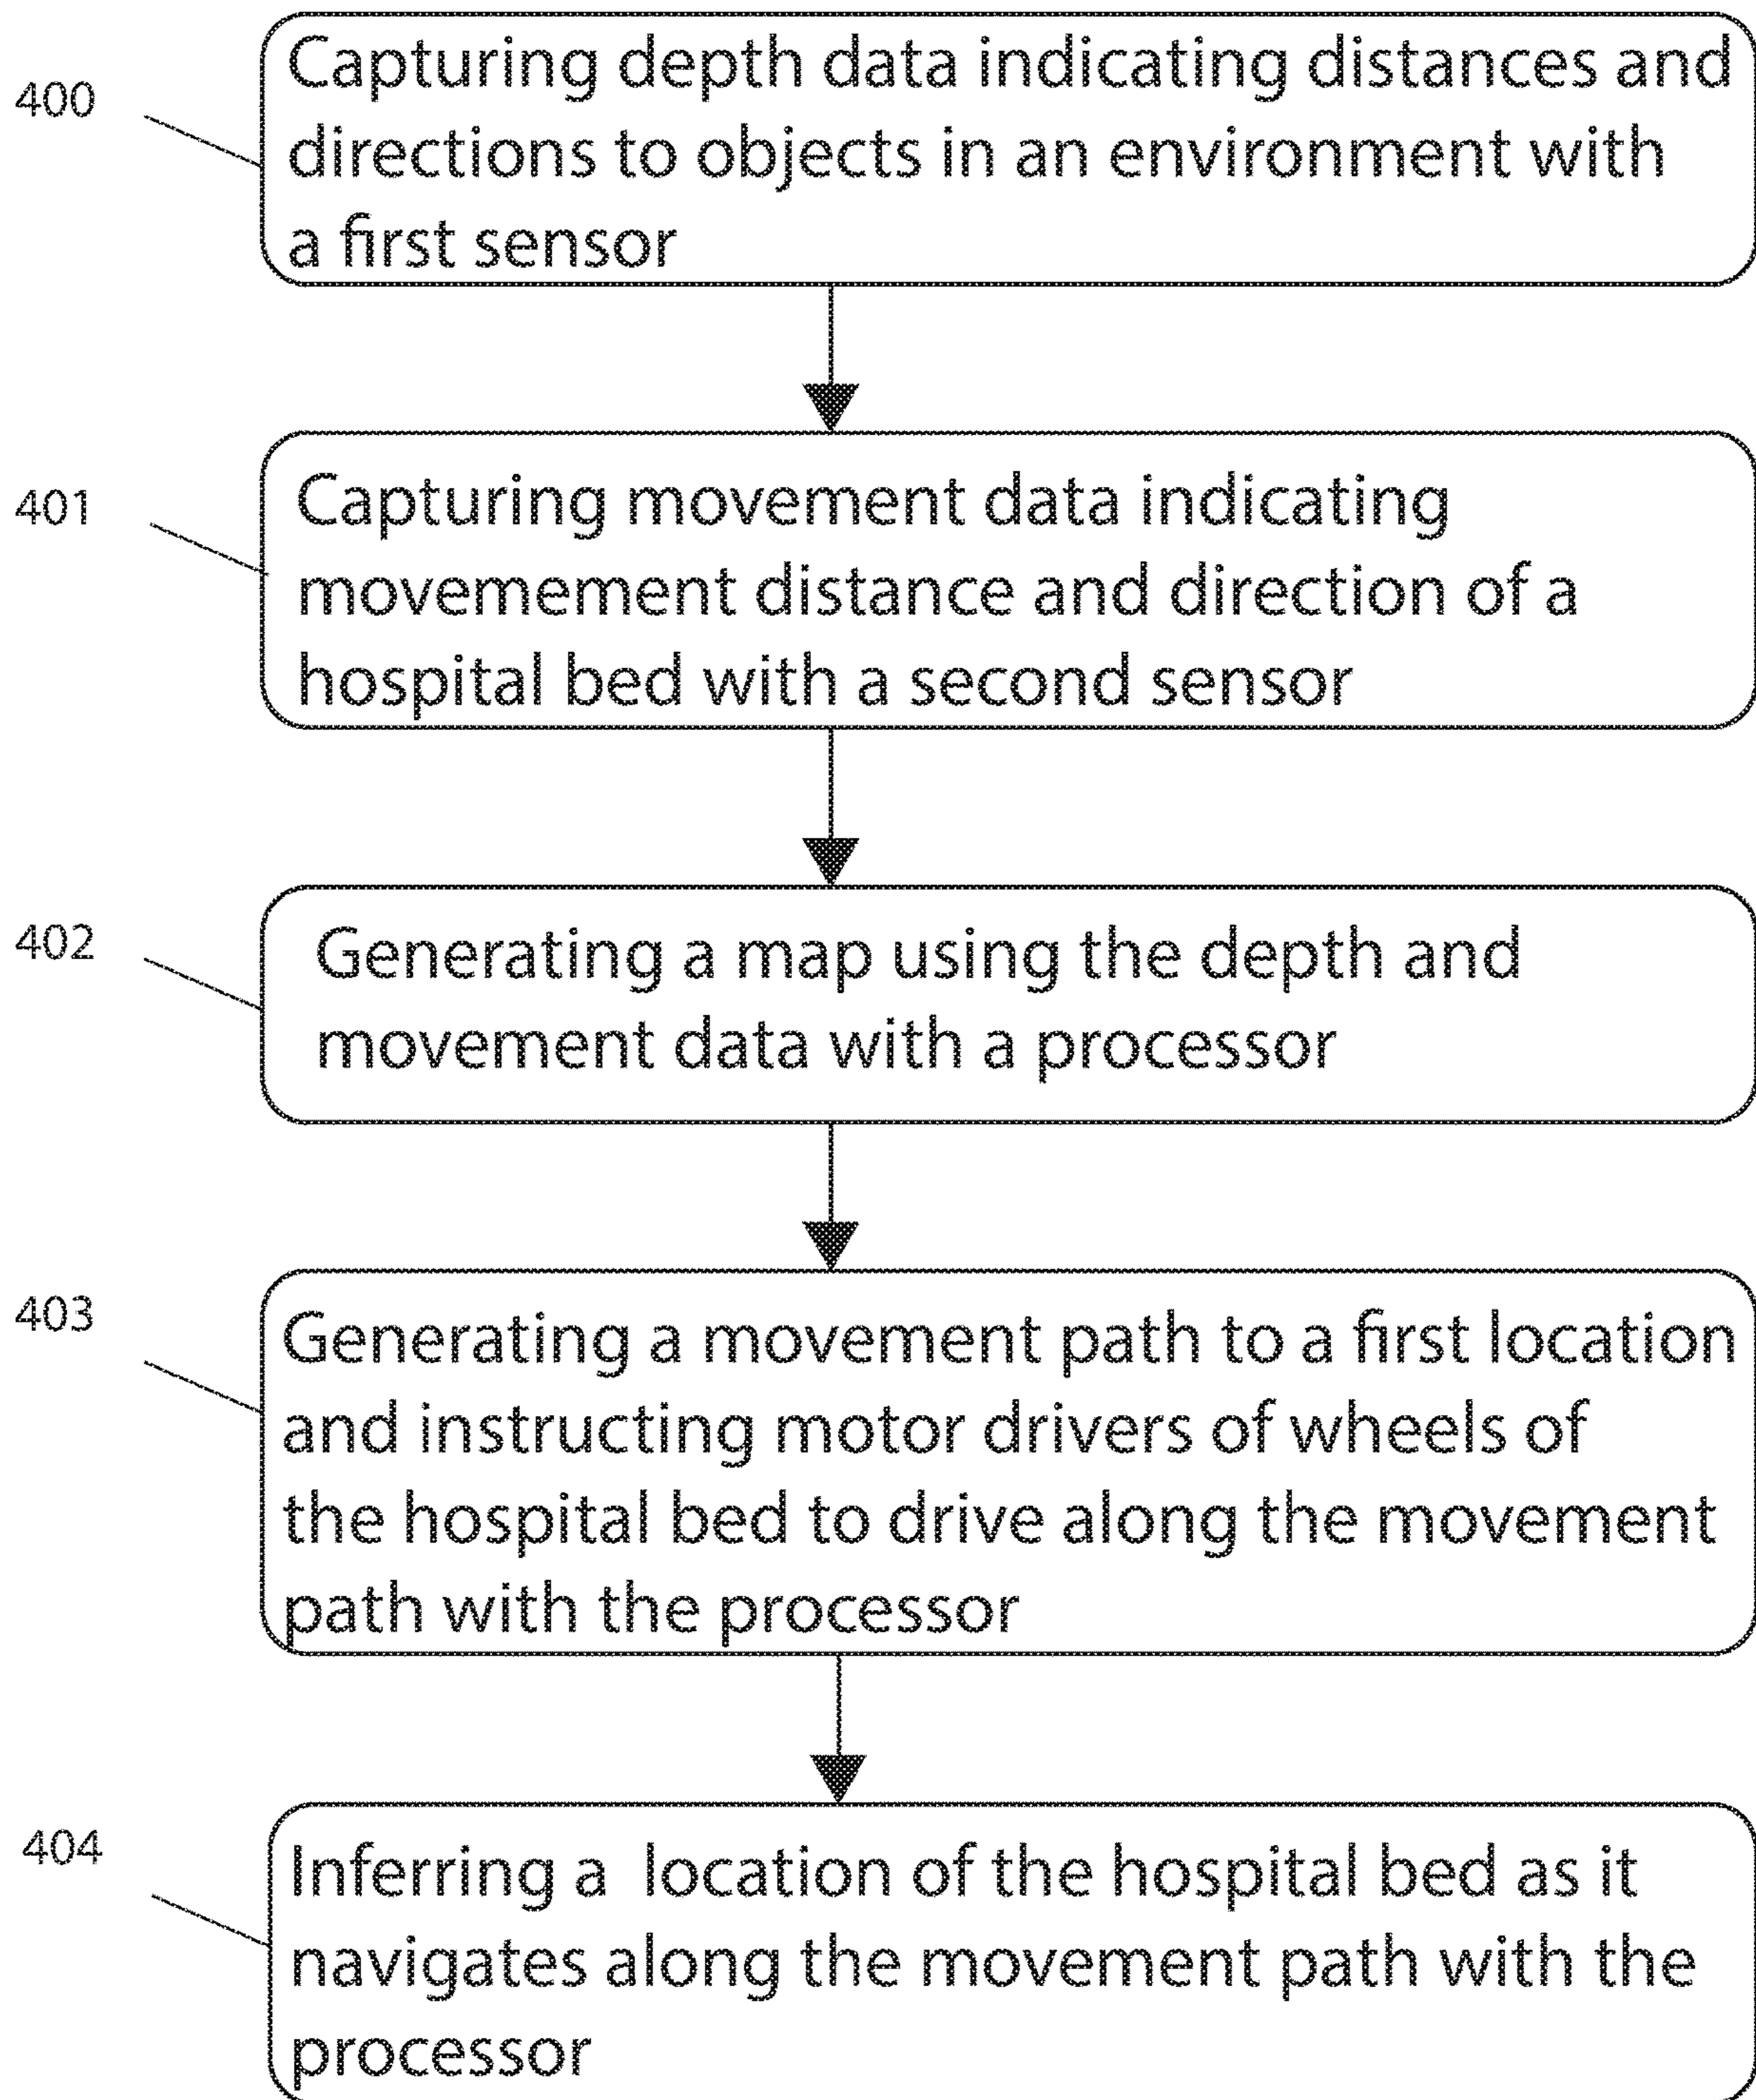 400
Capturing depth data indicating distances and
directions to objects in an environment with
a first sensor
401
Capturing movement data indicating
movemement distance and direction of a
hospital bed with a second sensor
402
Generating a map using the depth and
movement data with a processor
403
Generating a movement path to a first location
and instructing motor drivers of wheels of
the hospital bed to drive along the movement
path with the processor
404
Inferring a location of the hospital bed as it
navigates along the movement path with the
processor